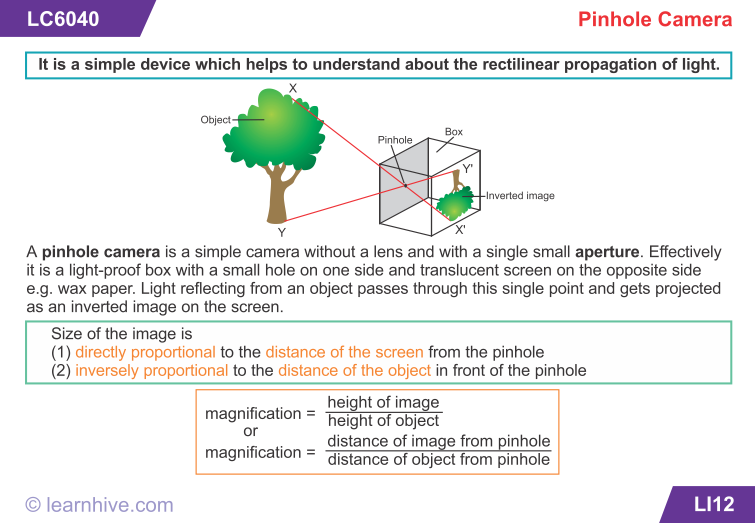 LC6040
Pinhole Camera
It is a simple device which helps to understand about the rectilinear propagation of light.
X
Object
Pinhole
Box
Y'
Inverted image
Y
X'
A pinhole camera is a simple camera without a lens and with a single small aperture. Effectively
it is a light-proof box with a small hole on one side and translucent screen on the opposite side
e.g. wax paper. Light reflecting from an object passes through this single point and gets projected
as an inverted image on the screen.
Size of the image is
(1) directly proportional to the distance of the screen from the pinhole
(2) inversely proportional to the distance of the object in front of the pinhole
magnification = height of image
height of object
or
magnification = distance of image from pinhole
distance of object from pinhole
© learnhive.com
LI12